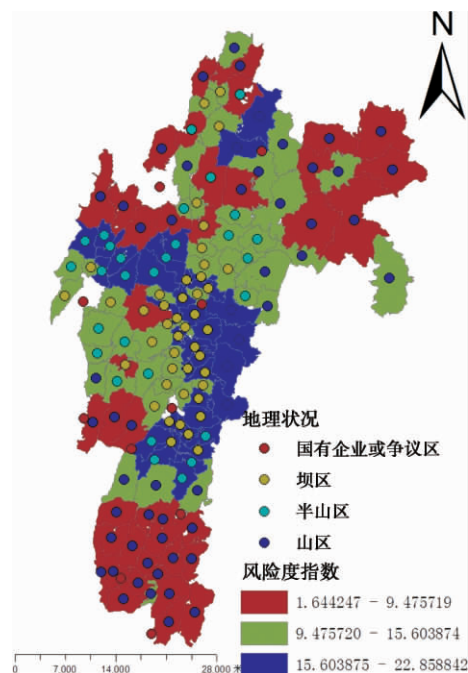 N
地理状况
国有企业或争议区
坝区
半山区
山区
风险度指数
1.644247 - 9.475719
9.475720 - 15.603874
15.603875 - 22.858842
0 7,000 14,000 28,000 米